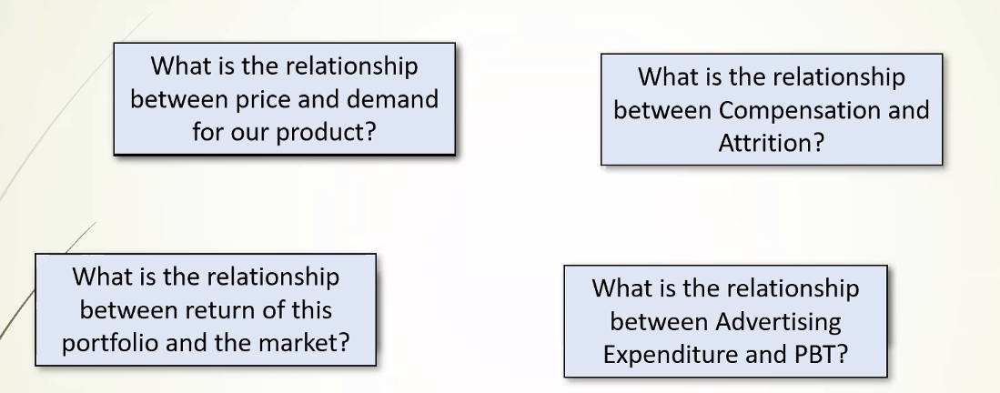 What is the relationship
between price and demand
for our product?
What is the relationship
between Compensation and
Attrition?
What is the relationship
between return of this
portfolio and the market?
What is the relationship
between Advertising
Expenditure and PBT?